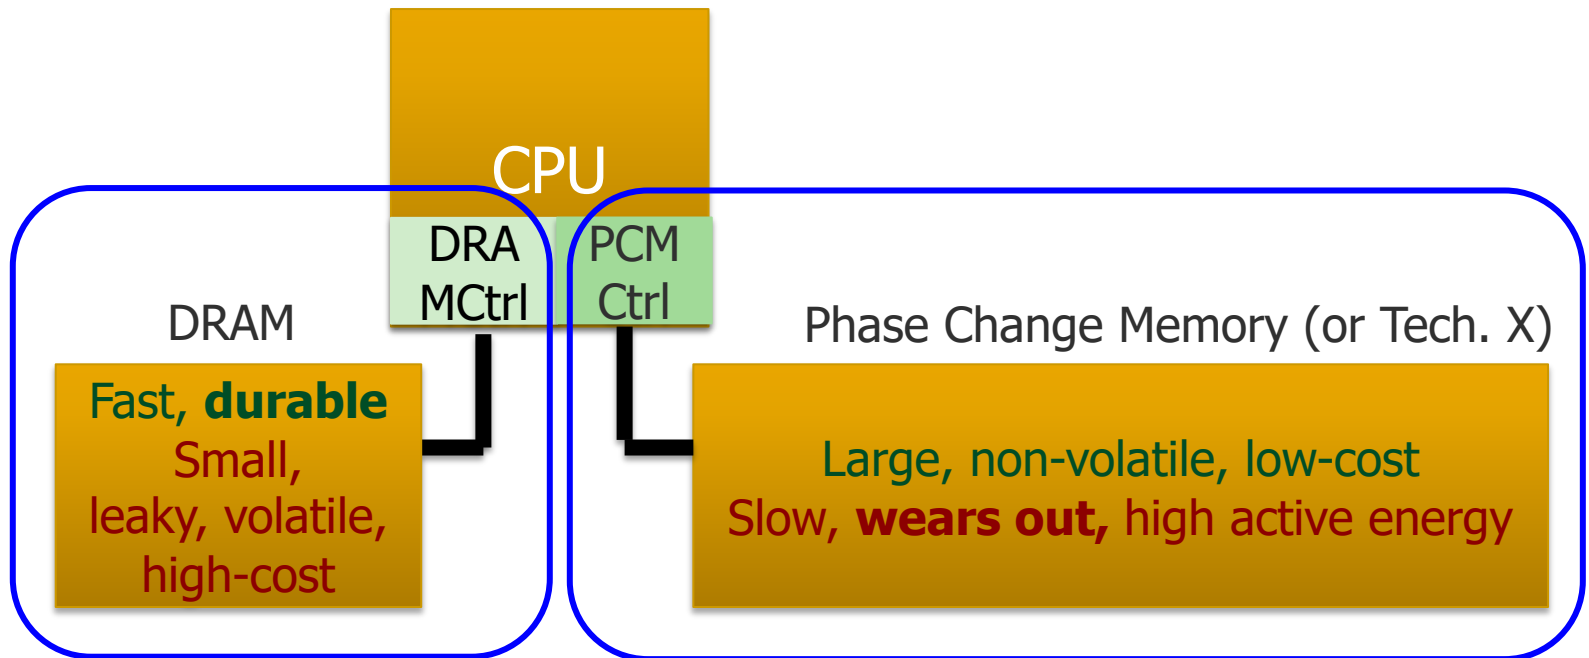 CPU
DRA
MCtrl
PCM
Ctrl
DRAM
Fast, durable
Small,
leaky, volatile,
high-cost
Phase Change Memory (or Tech. X)
Large, non-volatile, low-cost
Slow, wears out, high active energy